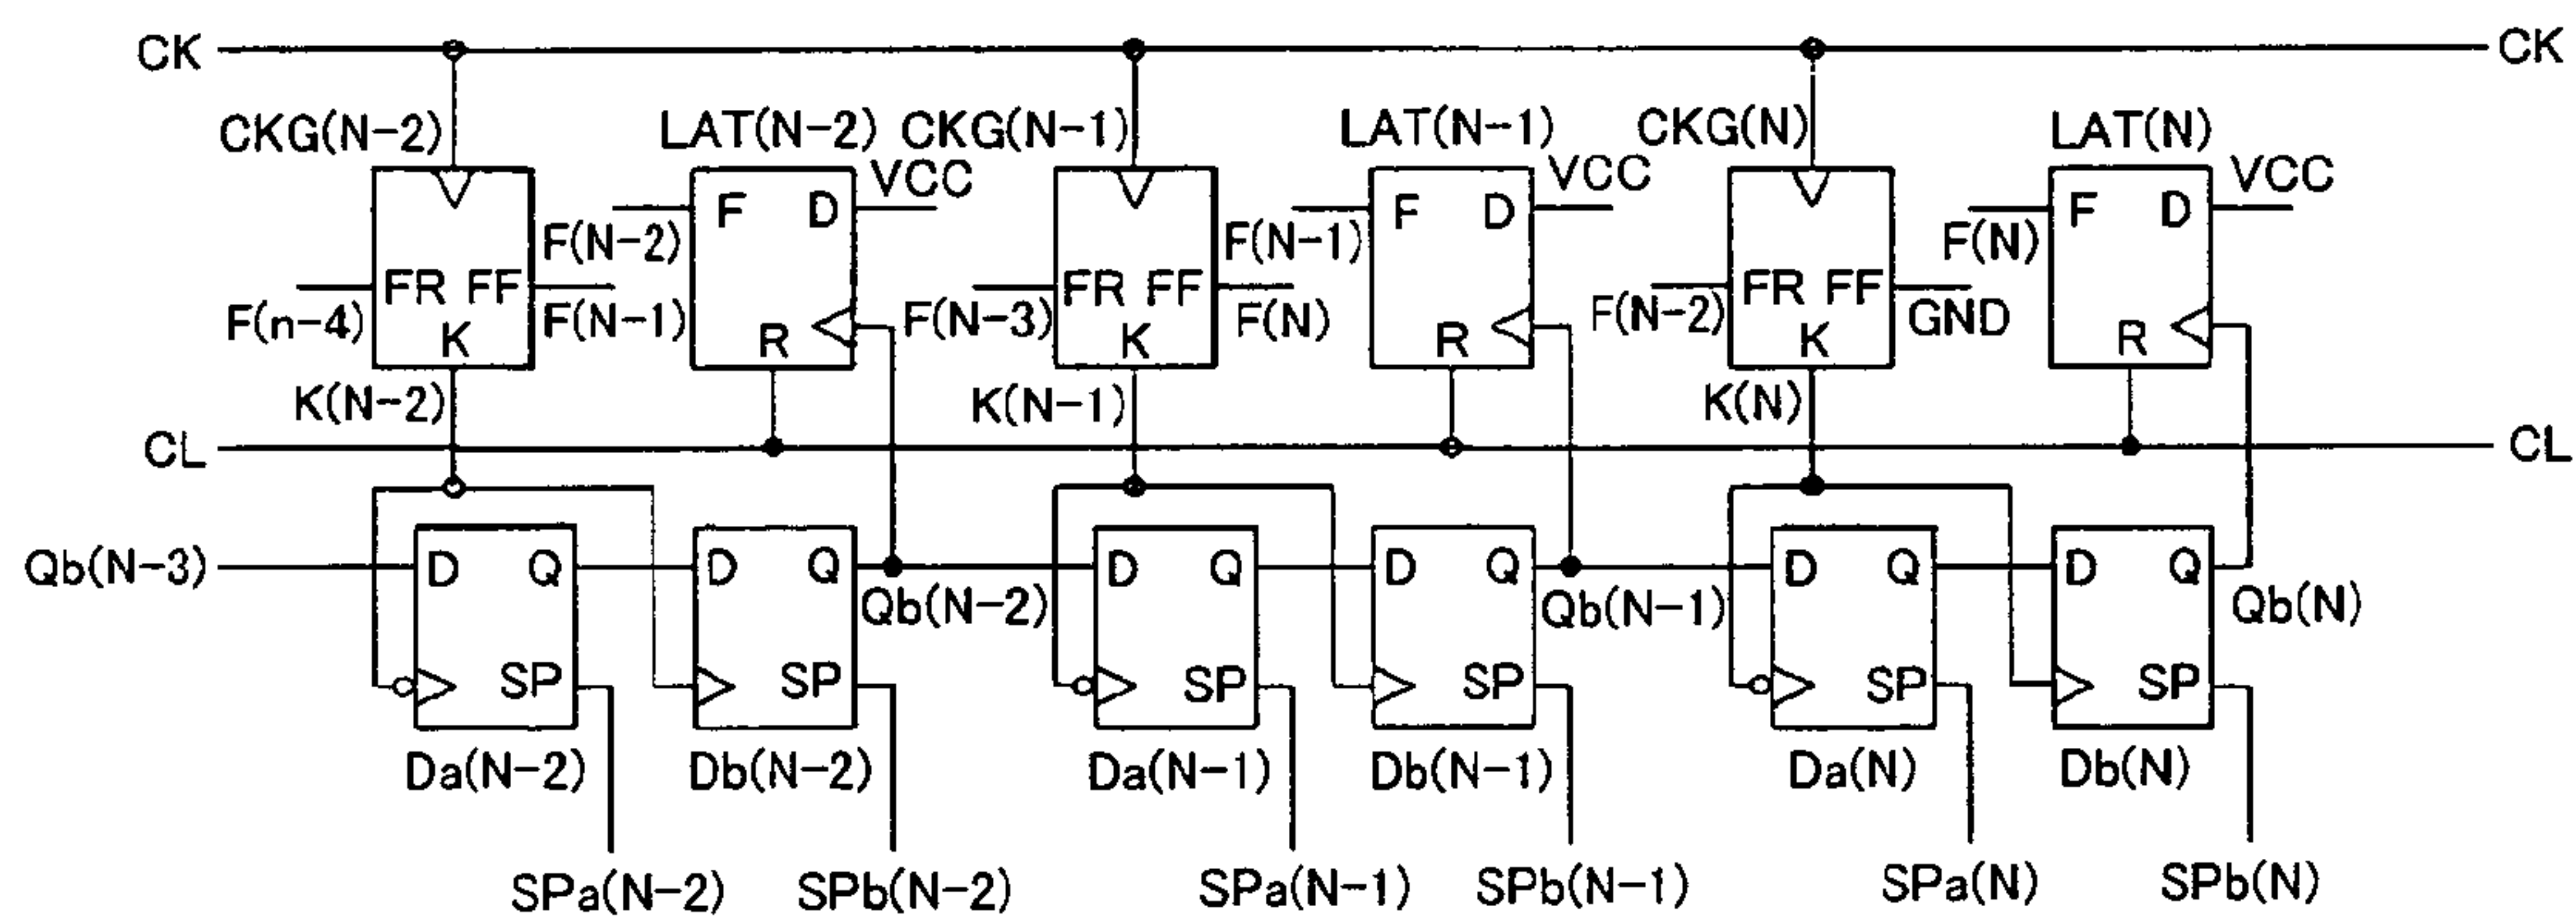 CK CK
CKG(N-2) LAT(N-2) CKG(N-1) LAT(N-1) CKG(N) LAT(N)
VCC VCC VCC
F D F D F D
F(N-2) F(N-1) F(N)
FR FF FR FF FR FF
F(n-4) F(N-1) F(N-3) F(N) F(N-2) GND
K R K R K R
K(N-2) K(N-1) K(N)
CL CL
Qb(N-3) D Q D Q D Q D Q D Q D Q
Qb(N-2) Qb(N-1) Qb(N)
SP SP SP SP SP SP
Da(N-2) Db(N-2) Da(N-1) Db(N-1) Da(N) Db(N)
SPa(N-2) SPb(N-2) SPa(N-1) SPb(N-1) SPa(N) SPb(N)